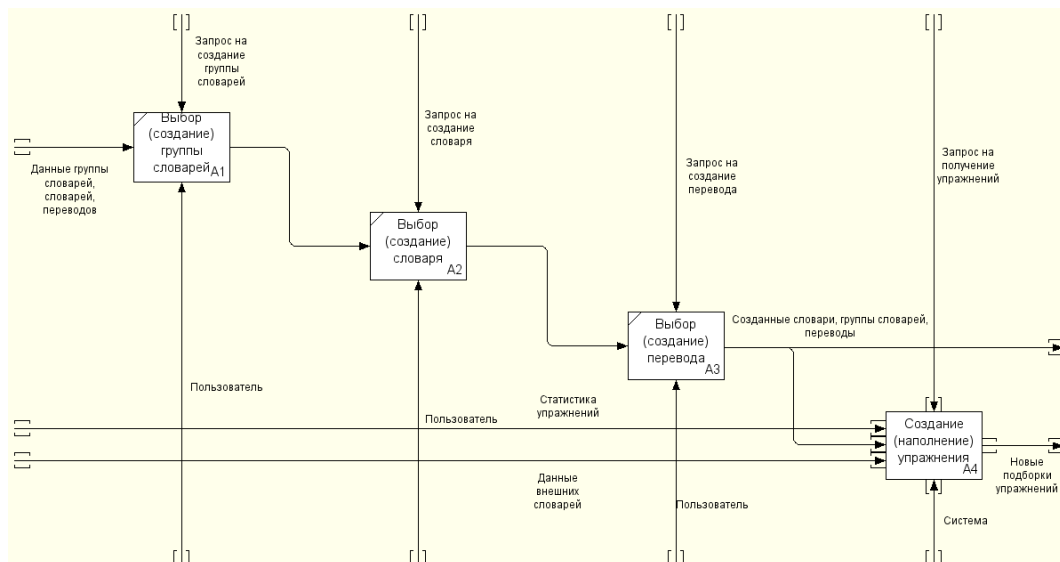 Запрос на
создание
группы
словарей
Выбор
(создание)
группы
словарей
A1
Данные группы
словарей,
словарей,
переводов
Запрос на
создание
словаря
Выбор
(создание)
словаря
A2
Запрос на
создание
перевода
Выбор
(создание)
перевода
A3
Запрос на
получение
упражнений
Созданные словари, группы словарей,
переводы
Пользователь
Пользователь
Статистика
упражнений
Создание
(наполнение)
упражнения
A4
Данные
внешних
словарей
Пользователь
Новые
подборки
упражнений
Система